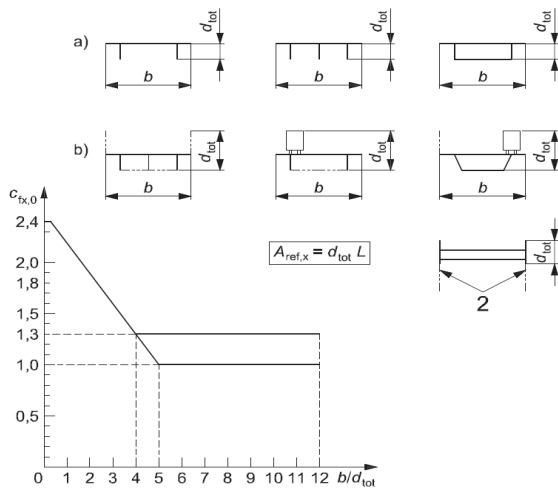 a)
b
d_tot
b
d_tot
b
d_tot
b)
b
d_tot
b
d_tot
b
d_tot
c_fx,0
2,4
2,0
1,8
1,5
1,3
1,0
0,5
0 1 2 3 4 5 6 7 8 9 10 11 12 b/d_tot
A_ref,x = d_tot L
d_tot
2